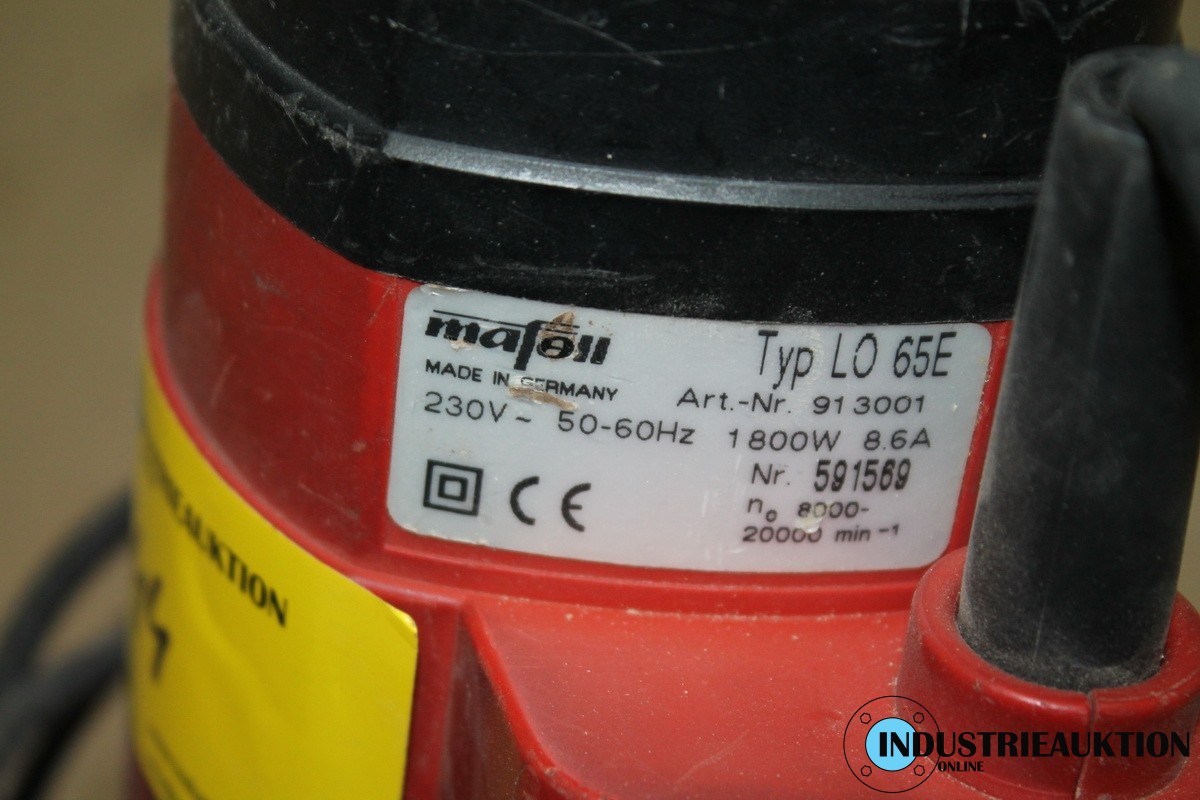 mafell
Typ LO 65E
MADE IN GERMANY
Art.-Nr. 913001
230V ~ 50-60Hz 1800W 8.6A
Nr. 591569
CE
n₀ 8000-
20000 min⁻¹
INDUSTRIEAUKTION
ONLINE